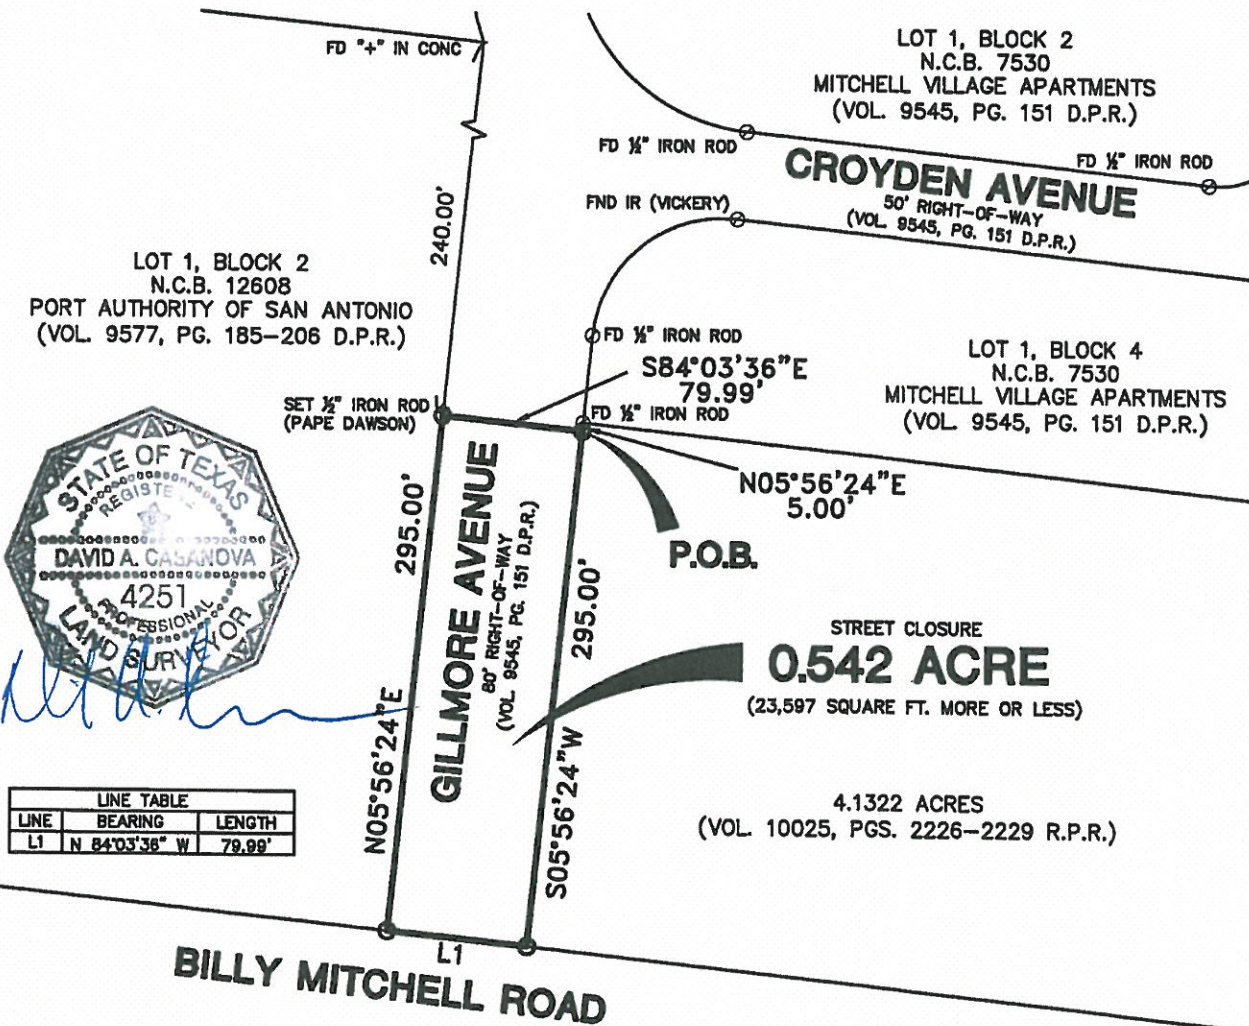 FD "+" IN CONC
LOT 1, BLOCK 2
N.C.B. 7530
MITCHELL VILLAGE APARTMENTS
(VOL. 9545, PG. 151 D.P.R.)
FD ½" IRON ROD
FD ½" IRON ROD
CROYDEN AVENUE
50' RIGHT-OF-WAY
(VOL. 9545, PG. 151 D.P.R.)
FND IR (VICKERY)
240.00'
LOT 1, BLOCK 2
N.C.B. 12608
PORT AUTHORITY OF SAN ANTONIO
(VOL. 9577, PG. 185-206 D.P.R.)
FD ½" IRON ROD
S84°03'36"E
79.99'
LOT 1, BLOCK 4
N.C.B. 7530
MITCHELL VILLAGE APARTMENTS
(VOL. 9545, PG. 151 D.P.R.)
SET ½" IRON ROD
(PAPE DAWSON)
FD ½" IRON ROD
N05°56'24"E
5.00'
P.O.B.
STATE OF TEXAS
DAVID A. CASANOVA
4251
PROFESSIONAL
LAND SURVEYOR
295.00'
N05°56'24"E
GILLMORE AVENUE
80' RIGHT-OF-WAY
(VOL. 9545, PG. 151 D.P.R.)
295.00'
S05°56'24"W
STREET CLOSURE
0.542 ACRE
(23,597 SQUARE FT. MORE OR LESS)
4.1322 ACRES
(VOL. 10025, PGS. 2226-2229 R.P.R.)
LINE TABLE
LINE BEARING LENGTH
L1 N 84°03'36" W 79.99'
L1
BILLY MITCHELL ROAD